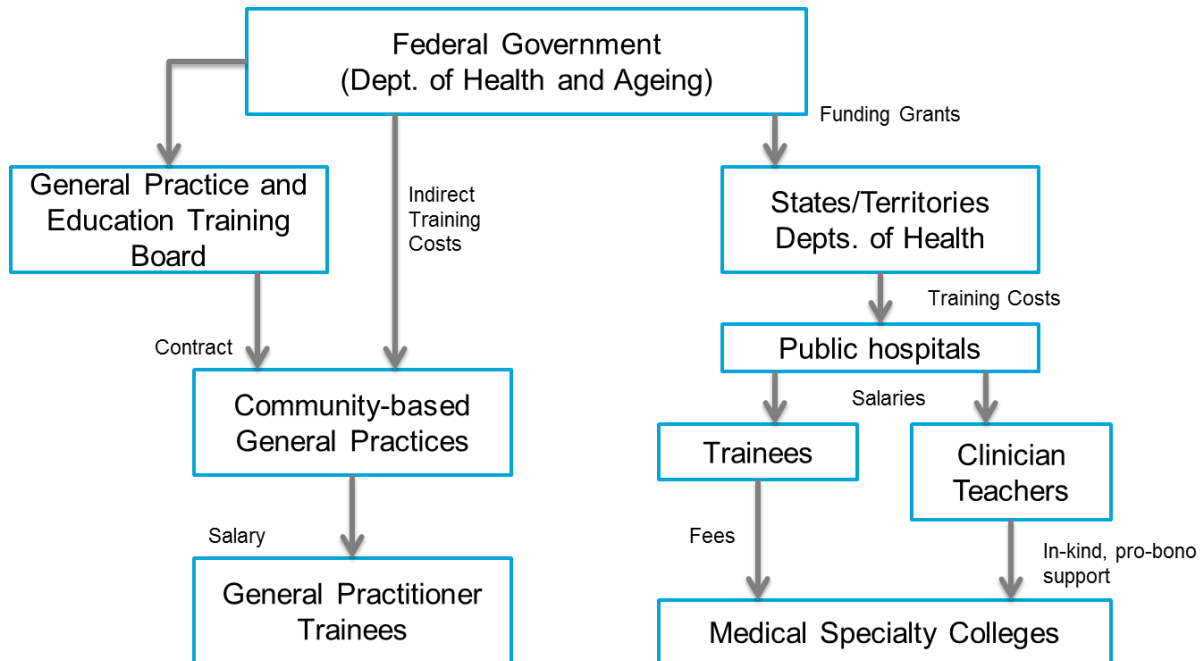 Federal Government
(Dept. of Health and Ageing)
Funding Grants
General Practice and
Education Training
Board
Indirect
Training
Costs
States/Territories
Depts. of Health
Training Costs
Contract
Public hospitals
Community-based
General Practices
Salaries
Trainees
Clinician
Teachers
Salary
Fees
In-kind, pro-bono
support
General Practitioner
Trainees
Medical Specialty Colleges